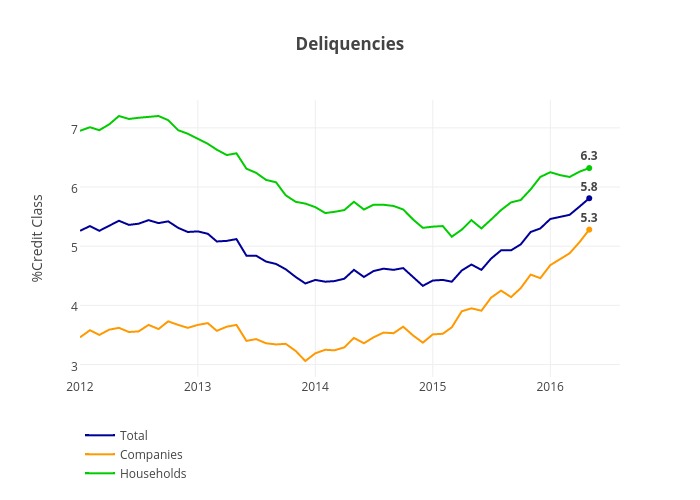 Deliquencies
%Credit Class
7
6
5
4
3
2012 2013 2014 2015 2016
6.3
5.8
5.3
Total
Companies
Households